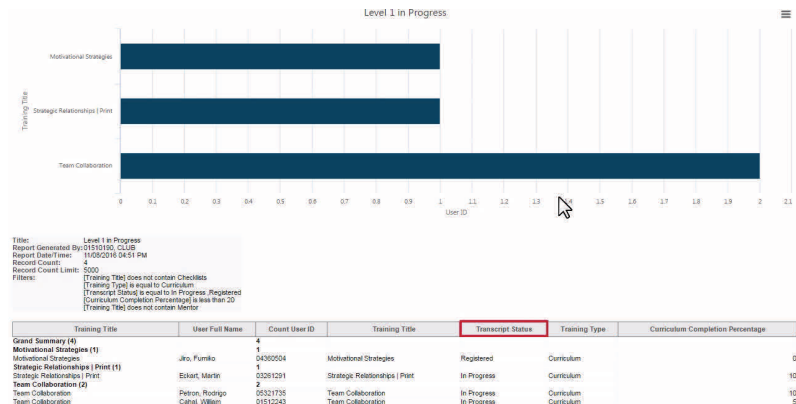 Level 1 in Progress
Training Title
Motivational Strategies
Strategic Relationships | Print
Team Collaboration
0 0.1 0.2 0.3 0.4 0.5 0.6 0.7 0.8 0.9 1 1.1 1.2 1.3 1.4 1.5 1.6 1.7 1.8 1.9 2 2.1
User ID
Title: Level 1 in Progress
Report Generated By: 01510190, CLUB
Report Date/Time: 11/08/2016 04:51 PM
Record Count: 4
Record Count Limit: 5000
Filters: [Training Title] does not contain Checklists
[Training Type] is equal to Curriculum
[Transcript Status] is equal to In Progress ,Registered
[Curriculum Completion Percentage] is less than 20
[Training Title] does not contain Mentor
Training Title User Full Name Count User ID Training Title Transcript Status Training Type Curriculum Completion Percentage
Grand Summary (4) 4
Motivational Strategies (1) 1
Motivational Strategies Jiro, Fumiko 04360504 Motivational Strategies Registered Curriculum 0
Strategic Relationships | Print (1) 1
Strategic Relationships | Print Eckart, Martin 03261291 Strategic Relationships | Print In Progress Curriculum 10
Team Collaboration (2) 2
Team Collaboration Petron, Rodrigo 05321735 Team Collaboration In Progress Curriculum 10
Team Collaboration Cahal, William 01512243 Team Collaboration In Progress Curriculum 5